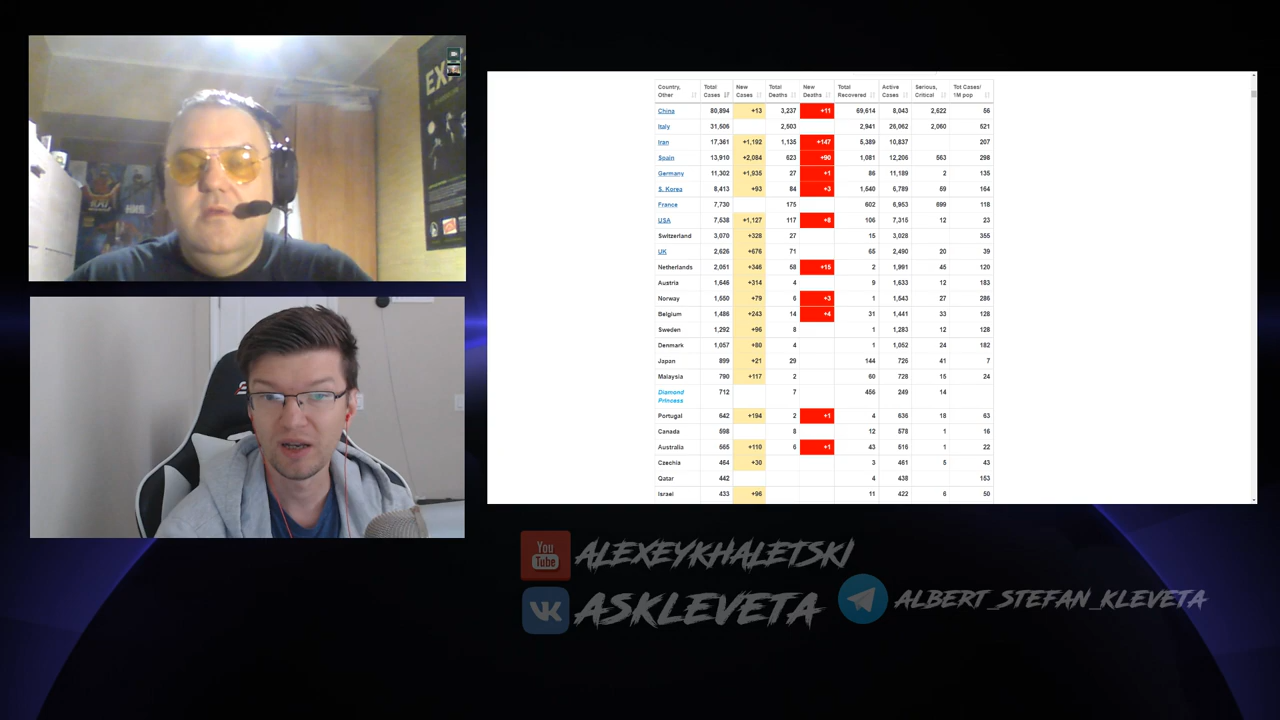 EX
Country, Other Total Cases New Cases Total Deaths New Deaths Total Recovered Active Cases Serious, Critical Tot Cases/ 1M pop
China 80,894 +13 3,237 +11 69,614 8,043 2,622 56
Italy 31,506 2,503 2,941 26,062 2,060 521
Iran 17,361 +1,192 1,135 +147 5,389 10,837 207
Spain 13,910 +2,084 623 +90 1,081 12,206 563 298
Germany 11,302 +1,935 27 +1 86 11,189 2 135
S. Korea 8,413 +93 84 +3 1,540 6,789 59 164
France 7,730 175 602 6,953 699 118
USA 7,538 +1,127 117 +8 106 7,315 12 23
Switzerland 3,070 +328 27 15 3,028 355
UK 2,626 +676 71 65 2,490 20 39
Netherlands 2,051 +346 58 +15 2 1,991 45 120
Austria 1,646 +314 4 9 1,633 12 183
Norway 1,550 +79 6 +3 1 1,543 27 286
Belgium 1,486 +243 14 +4 31 1,441 33 128
Sweden 1,292 +96 8 1 1,283 12 128
Denmark 1,057 +80 4 1 1,052 24 182
Japan 899 +21 29 144 726 41 7
Malaysia 790 +117 2 60 728 15 24
Diamond Princess 712 7 456 249 14
Portugal 642 +194 2 +1 4 636 18 63
Canada 598 8 12 578 1 16
Australia 565 +110 6 +1 43 516 1 22
Czechia 464 +30 3 461 5 43
Qatar 442 4 438 153
Israel 433 +96 11 422 6 50
You Tube ALEXEYKHALETSKI
ASKLEVETA
ALBERT_STEFAN_KLEVETA